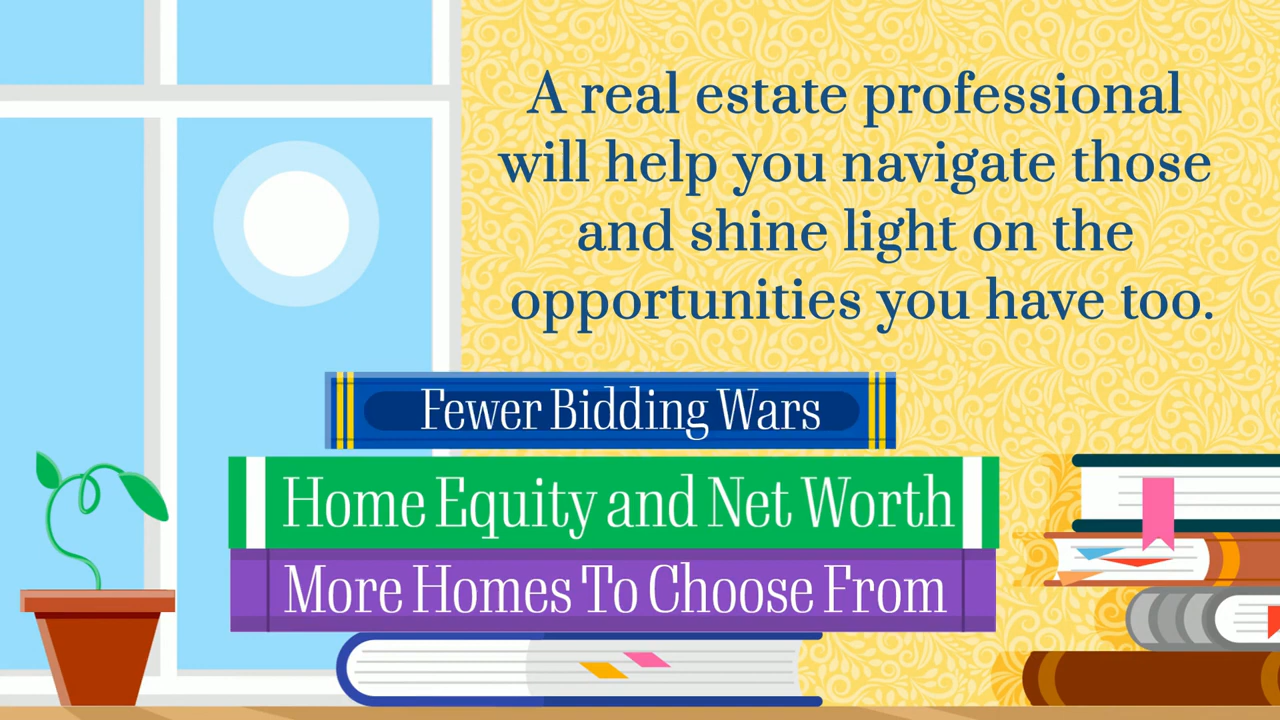 A real estate professional
will help you navigate those
and shine light on the
opportunities you have too.
Fewer Bidding Wars
Home Equity and Net Worth
More Homes To Choose From